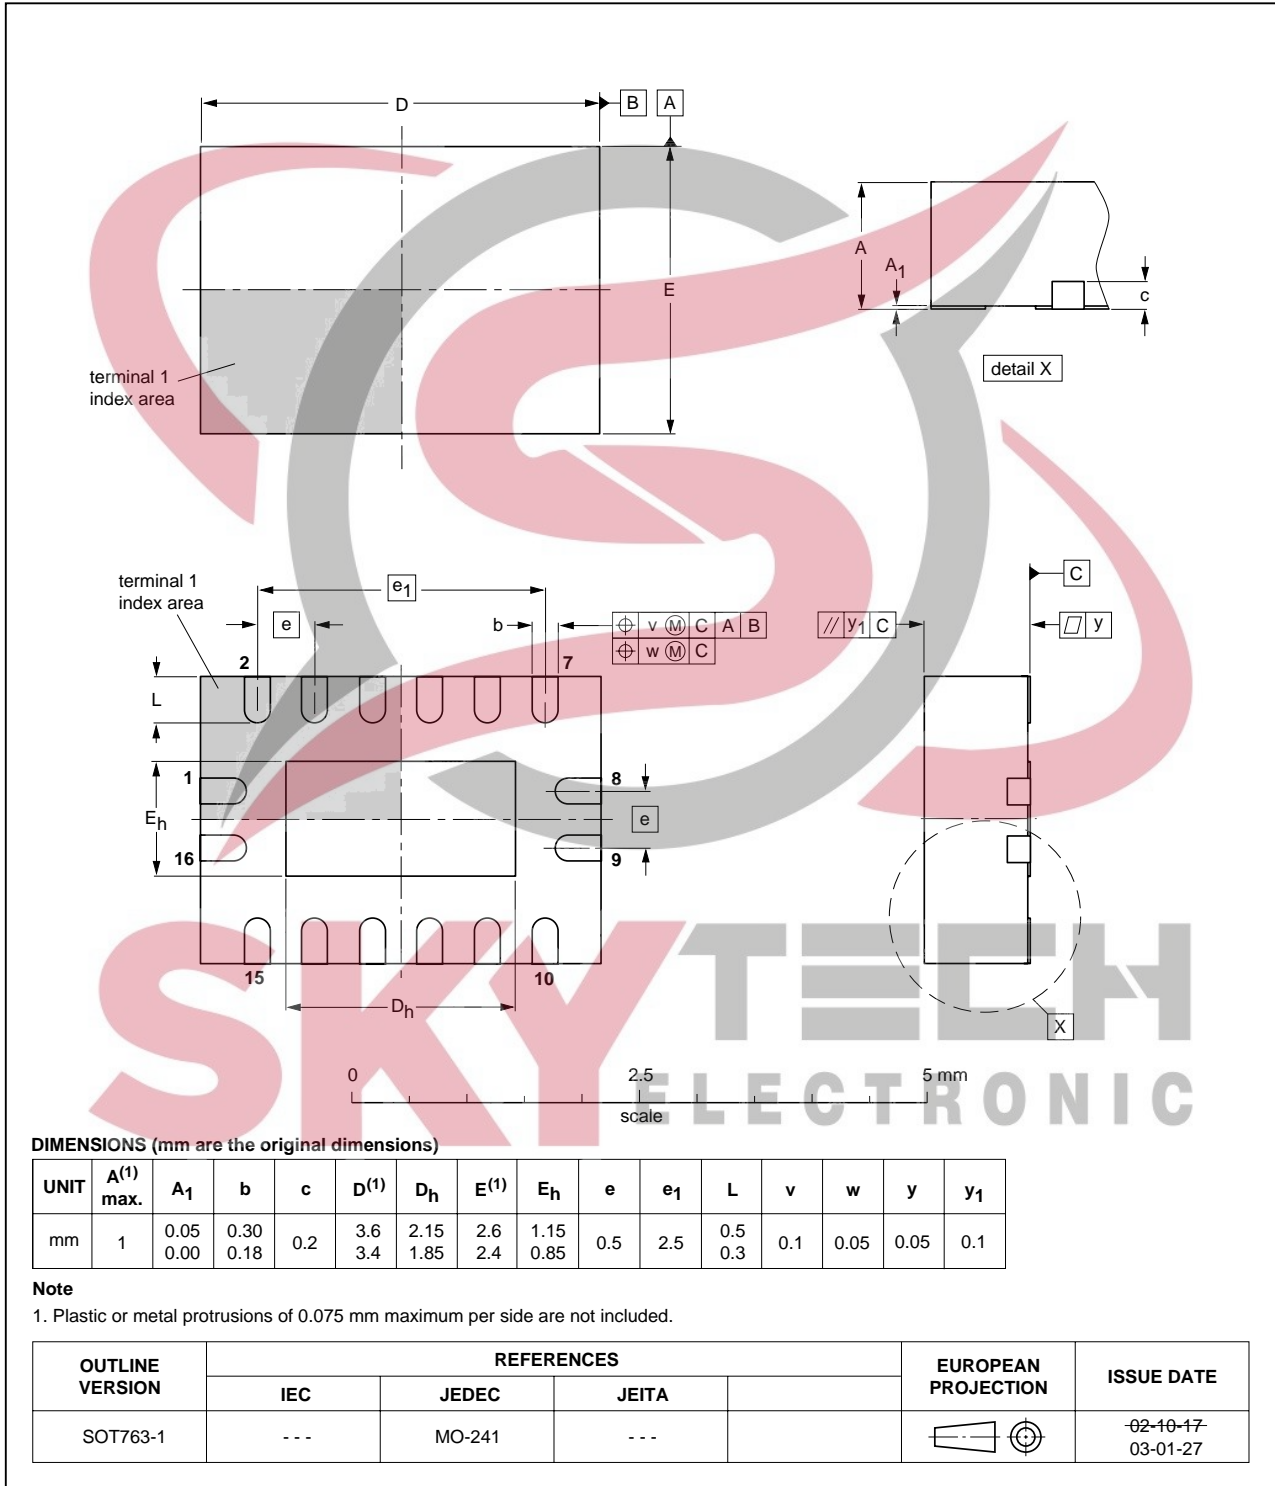 D
B
A
A
A1
E
c
terminal 1
index area
detail X
terminal 1
index area
e1
e
b
v M C A B
w M C
// y1 C
C
y
2
7
L
1
8
Eh
e
16
9
15
10
Dh
X
SKYTECH
ELECTRONIC
0 2.5 5 mm
scale
DIMENSIONS (mm are the original dimensions)
UNIT A(1) max. A1 b c D(1) Dh E(1) Eh e e1 L v w y y1
mm 1 0.05 0.00 0.30 0.18 0.2 3.6 3.4 2.15 1.85 2.6 2.4 1.15 0.85 0.5 2.5 0.5 0.3 0.1 0.05 0.05 0.1
Note
1. Plastic or metal protrusions of 0.075 mm maximum per side are not included.
OUTLINE VERSION REFERENCES EUROPEAN PROJECTION ISSUE DATE
IEC JEDEC JEITA
SOT763-1 - - - MO-241 - - - 02-10-17
03-01-27